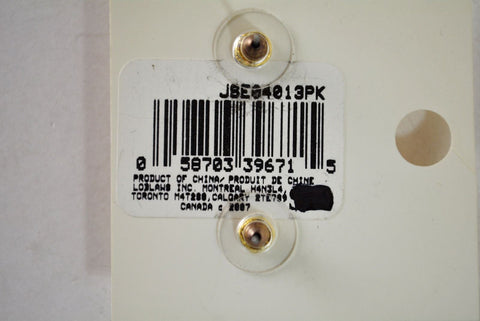 JBE04013PK
0 58703 39671 5
PRODUCT OF CHINA/ PRODUIT DE CHINE
LOBLAWS INC. MONTREAL H4N3L4,
TORONTO M4T2S8,CALGARY 2TE7S9
CANADA c 2007